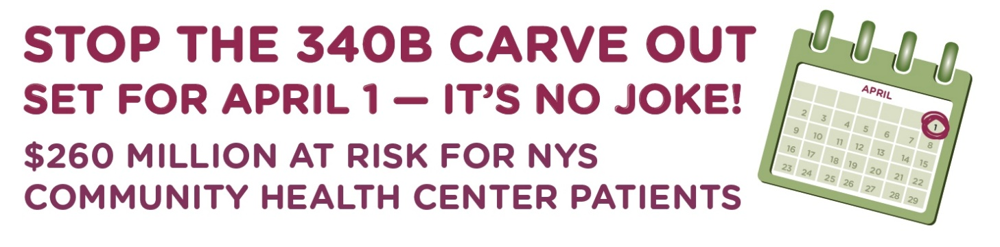 STOP THE 340B CARVE OUT
SET FOR APRIL 1 — IT’S NO JOKE!
$260 MILLION AT RISK FOR NYS
COMMUNITY HEALTH CENTER PATIENTS
APRIL
1
2 3 4 5 6 7 8
9 10 11 12 13 14 15
16 17 18 19 20 21 22
23 24 25 26 27 28 29